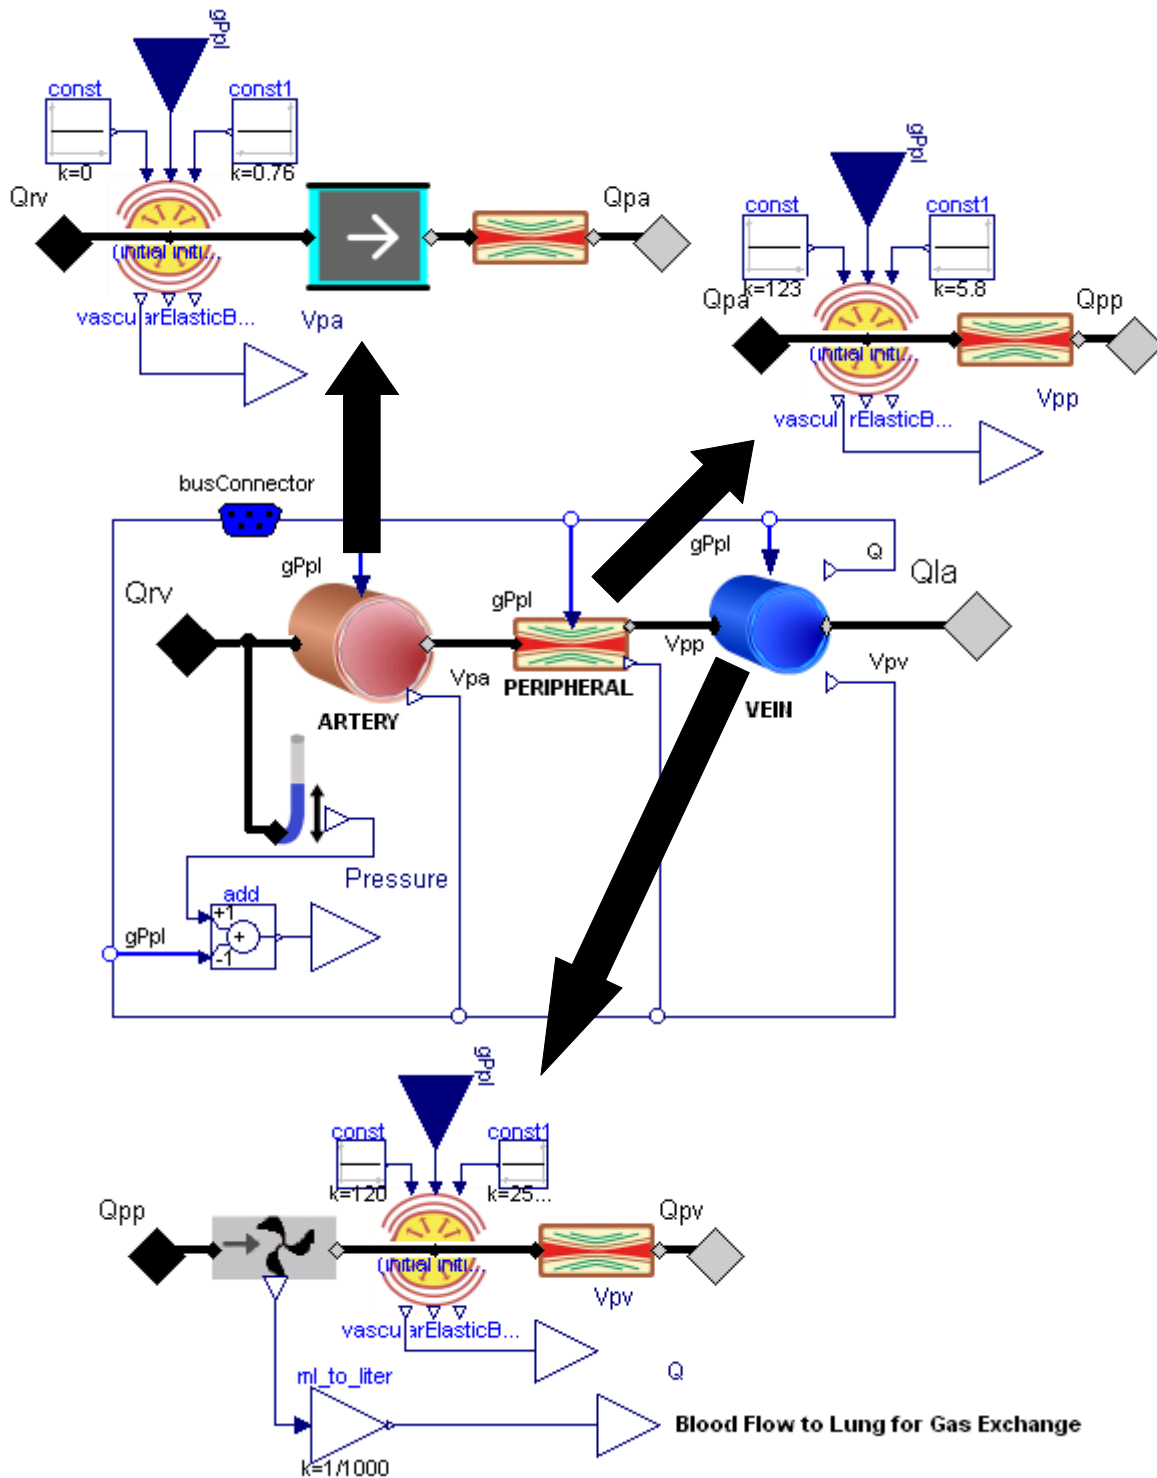 gPpl
const
const1
k=0
k=0.76
Qrv
Qpa
(initial initi...
vascularElasticB...
Vpa
gPpl
const
const1
k=123
k=5.8
Qpa
Qpp
(initial initi...
vascularElasticB...
Vpp
busConnector
gPpl
gPpl
gPpl
Q
Qrv
Qla
Vpa
Vpp
Vpv
ARTERY
PERIPHERAL
VEIN
Pressure
add
+1
+
-1
gPpl
gPpl
const
const1
k=120
k=25...
Qpp
Qpv
(initial initi...
vascularElasticB...
Vpv
ml_to_liter
k=1/1000
Q
Blood Flow to Lung for Gas Exchange